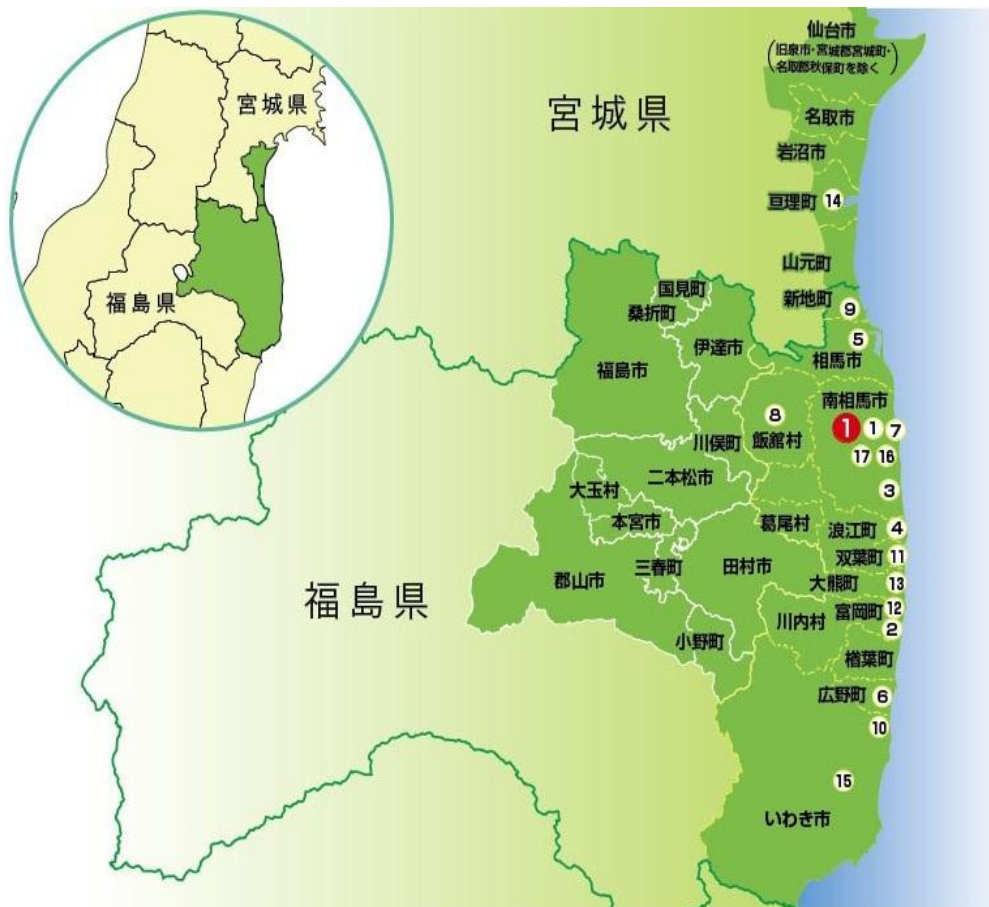 仙台市
(旧泉市・宮城郡宮城町・
名取郡秋保町を除く)
宮城県
宮城県
名取市
岩沼市
亘理町 14
山元町
新地町
9
国見町
桑折町
5
相馬市
伊達市
福島県
福島市
南相馬市
8
1 1 7
飯舘村
川俣町
17 16
二本松市
大玉村
3
本宮市
葛尾村
浪江町 4
双葉町 11
三春町
田村市
大熊町 13
郡山市
福島県
富岡町 12
川内村
2
小野町
楢葉町
広野町 6
10
15
いわき市